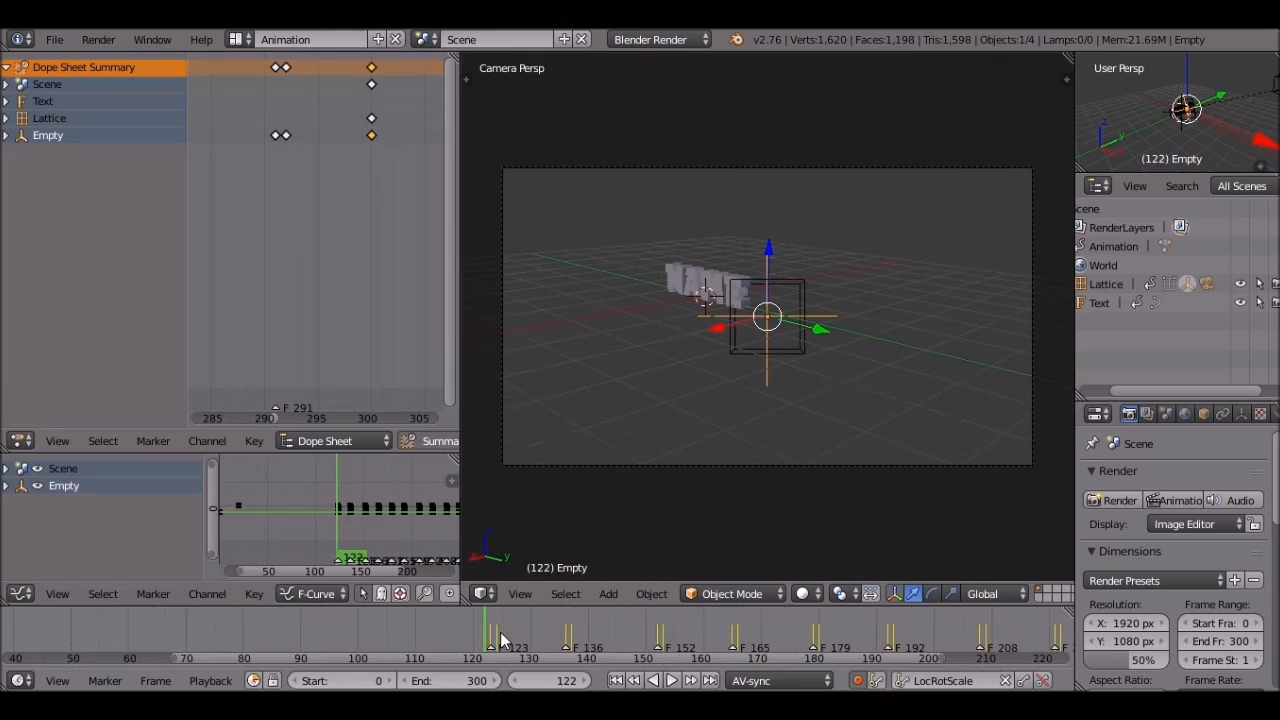 File Render Window Help Animation Scene Blender Render v2.76 | Verts:1,620 | Faces:1,198 | Tris:1,598 | Objects:1/4 | Lamps:0/0 | Mem:21.69M | Empty
Dope Sheet Summary
Scene
Text
Lattice
Empty
Camera Persp
User Persp
(122) Empty
View Search All Scenes
cene
RenderLayers
Animation
World
Lattice
Text
F 291
285 290 295 300 305
View Select Marker Channel Key Dope Sheet Summa
Scene
Empty
122
50 100 150 200
(122) Empty
View Select Marker Channel Key F-Curve
View Select Add Object Object Mode Global
Scene
Render
Render Animatio Audio
Display: Image Editor
Dimensions
Render Presets
Resolution: Frame Range:
X: 1920 px Start Fra: 0
Y: 1080 px End Fr: 300
50% Frame St: 1
Aspect Ratio: Frame Rate:
123 F 136 F 152 F 165 F 179 F 192 F 208 F
40 50 60 70 80 90 100 110 120 130 140 150 160 170 180 190 200 210 220
View Marker Frame Playback Start: 0 End: 300 122 AV-sync LocRotScale